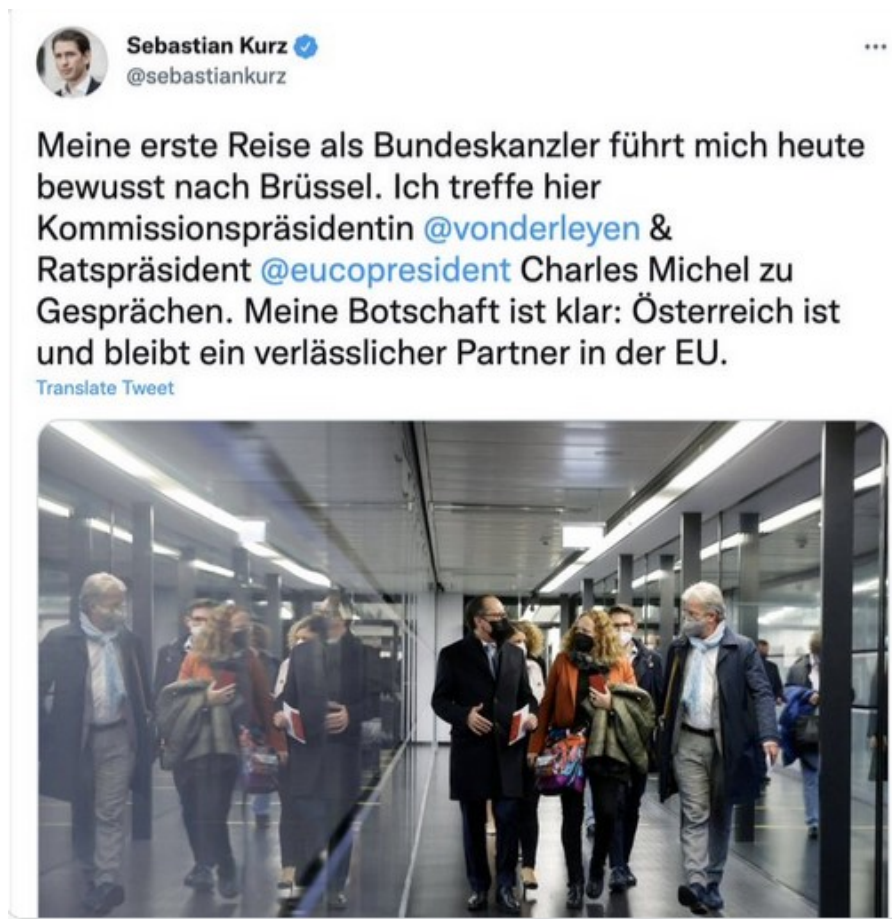 Sebastian Kurz
@sebastiankurz
Meine erste Reise als Bundeskanzler führt mich heute
bewusst nach Brüssel. Ich treffe hier
Kommissionspräsidentin @vonderleyen &
Ratspräsident @eucopresident Charles Michel zu
Gesprächen. Meine Botschaft ist klar: Österreich ist
und bleibt ein verlässlicher Partner in der EU.
Translate Tweet